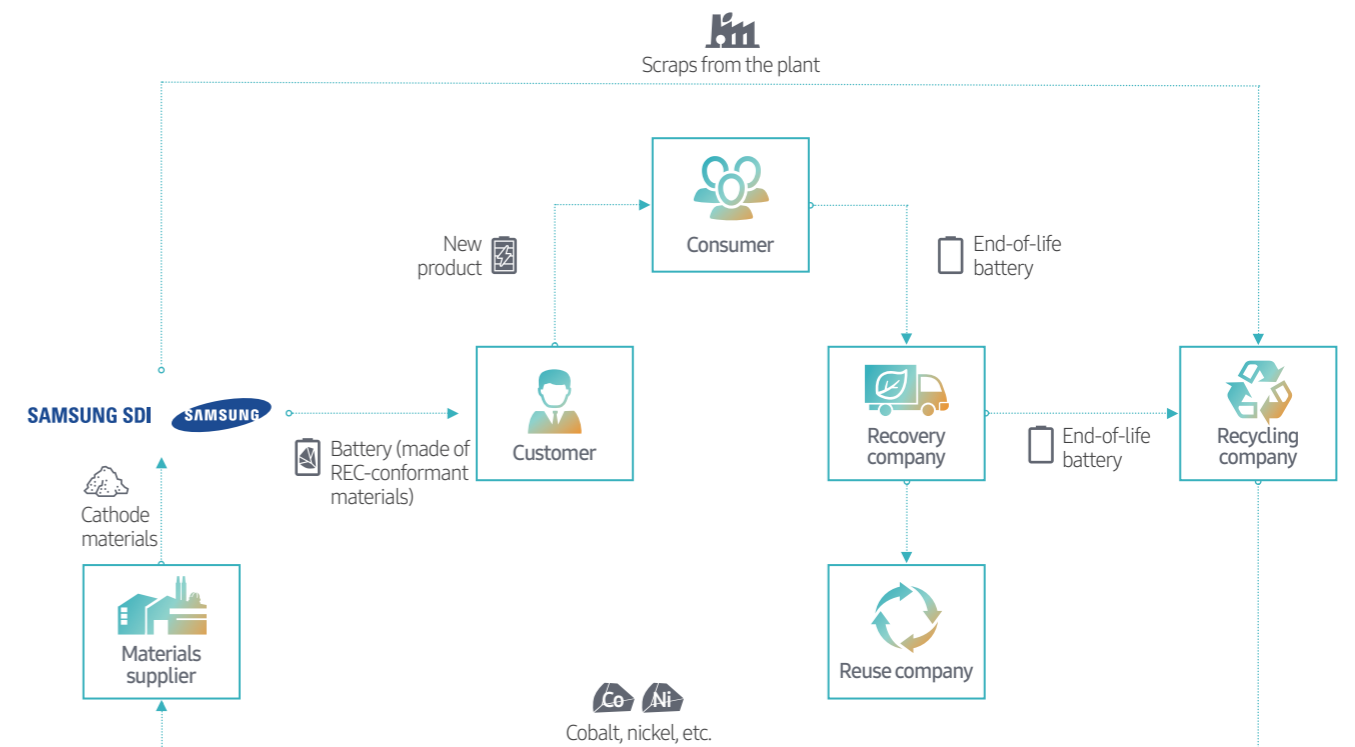 Scraps from the plant
Consumer
New
product
End-of-life
battery
SAMSUNG SDI
SAMSUNG
Battery (made of
REC-conformant
materials)
Customer
Recovery
company
End-of-life
battery
Recycling
company
Cathode
materials
Materials
supplier
Reuse company
Co
Ni
Cobalt, nickel, etc.